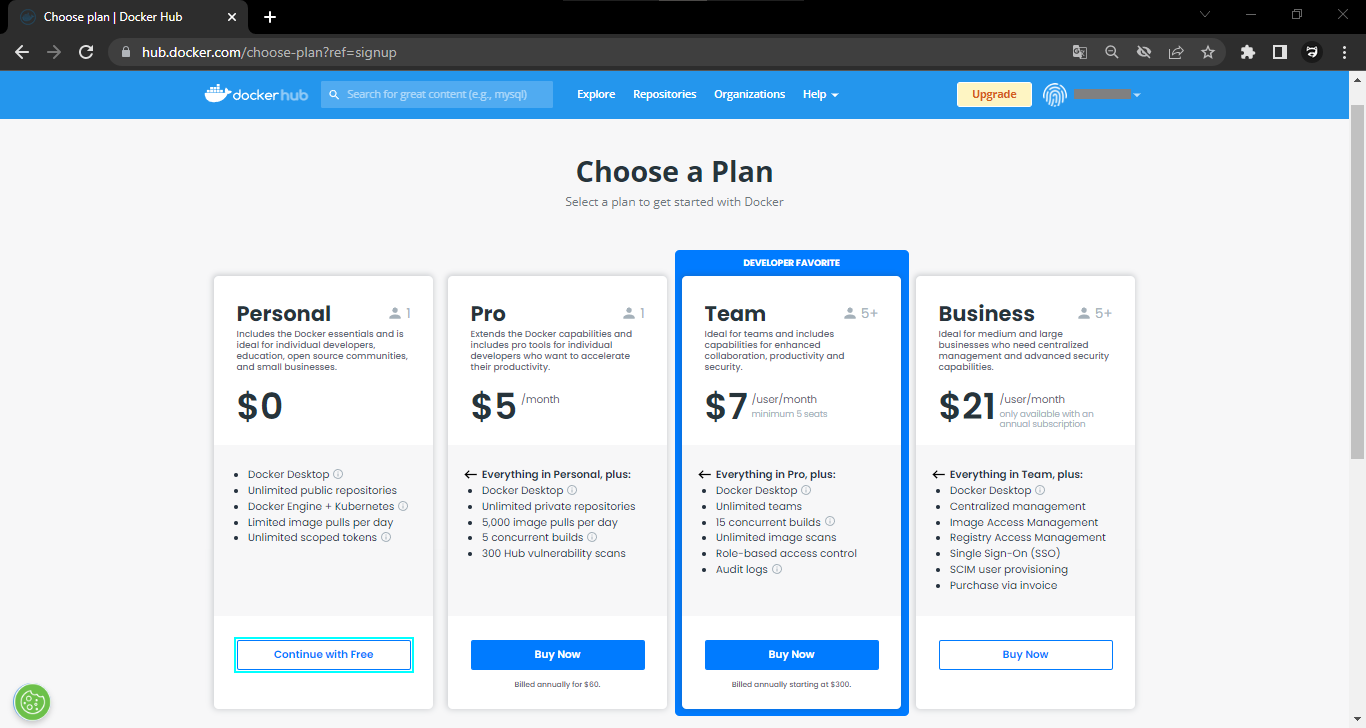 Choose plan | Docker Hub
hub.docker.com/choose-plan?ref=signup
docker hub
Search for great content (e.g., mysql)
Explore
Repositories
Organizations
Help
Upgrade
Choose a Plan
Select a plan to get started with Docker
Personal
1
Includes the Docker essentials and is
ideal for individual developers,
education, open source communities,
and small businesses.
$0
Docker Desktop
Unlimited public repositories
Docker Engine + Kubernetes
Limited image pulls per day
Unlimited scoped tokens
Continue with Free
Pro
1
Extends the Docker capabilities and
includes pro tools for individual
developers who want to accelerate
their productivity.
$5 /month
Everything in Personal, plus:
Docker Desktop
Unlimited private repositories
5,000 image pulls per day
5 concurrent builds
300 Hub vulnerability scans
Buy Now
Billed annually for $60.
DEVELOPER FAVORITE
Team
5+
Ideal for teams and includes
capabilities for enhanced
collaboration, productivity and
security.
$7 /user/month
minimum 5 seats
Everything in Pro, plus:
Docker Desktop
Unlimited teams
15 concurrent builds
Unlimited image scans
Role-based access control
Audit logs
Buy Now
Billed annually starting at $300.
Business
5+
Ideal for medium and large
businesses who need centralized
management and advanced security
capabilities.
$21 /user/month
only available with an
annual subscription
Everything in Team, plus:
Docker Desktop
Centralized management
Image Access Management
Registry Access Management
Single Sign-On (SSO)
SCIM user provisioning
Purchase via invoice
Buy Now